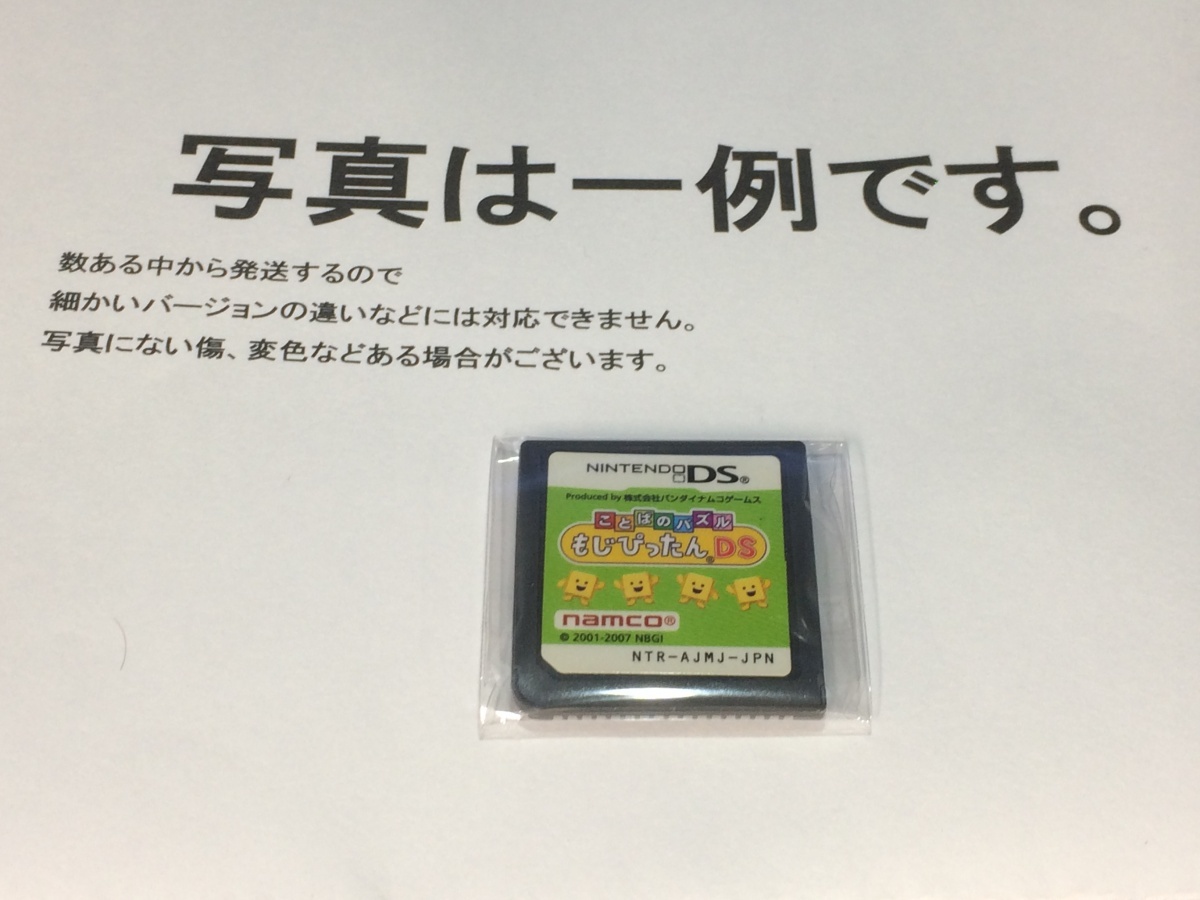 写真は一例です。
数ある中から発送するので
細かいバージョンの違いなどには対応できません。
写真にない傷、変色などある場合がございます。
NINTENDO DS®
Produced by 株式会社バンダイナムコゲームス
ことばのパズル
もじぴったん® DS
namco®
© 2001-2007 NBGI
NTR-AJMJ-JPN